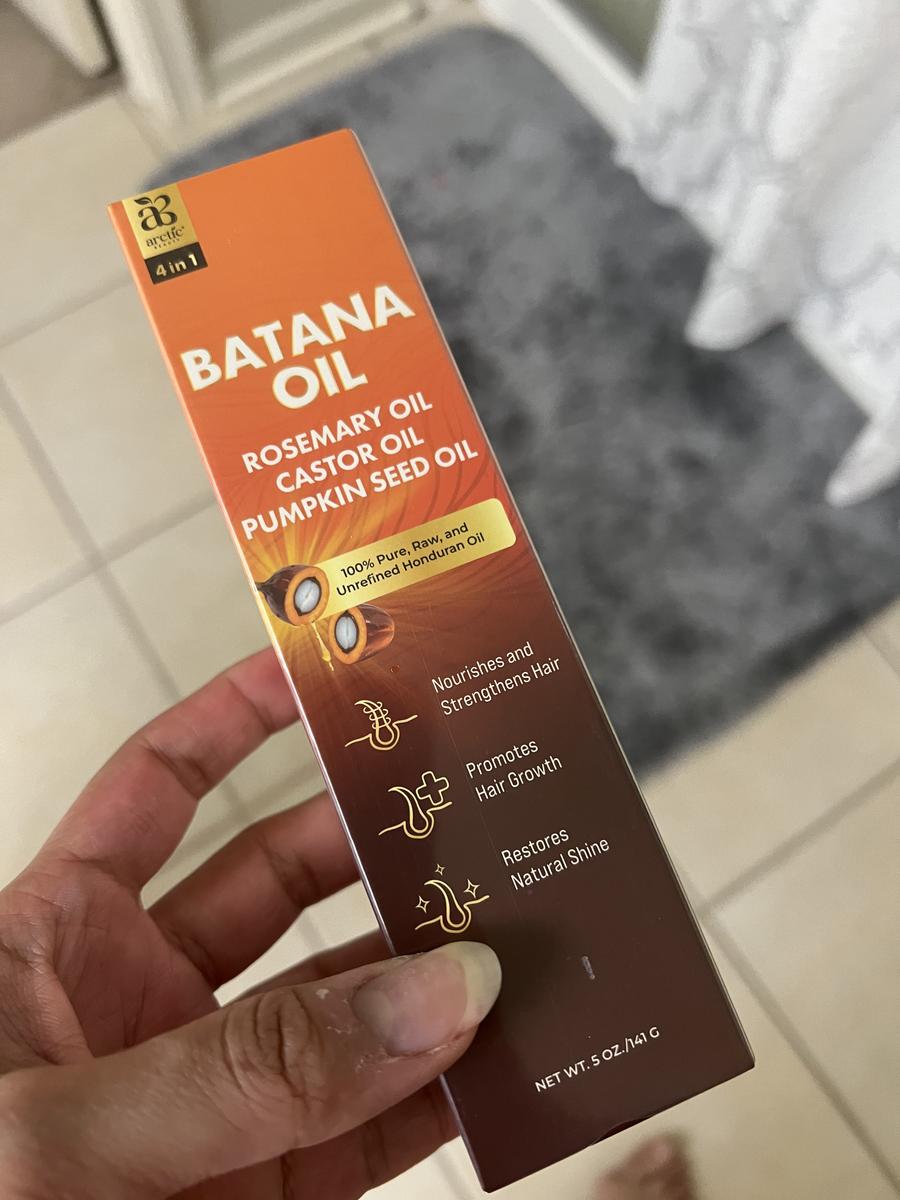 arctic
BEAUTY
4 in 1
BATANA
OIL
ROSEMARY OIL
CASTOR OIL
PUMPKIN SEED OIL
100% Pure, Raw, and
Unrefined Honduran Oil
Nourishes and
Strengthens Hair
Promotes
Hair Growth
Restores
Natural Shine
NET WT. 5 OZ./141 G